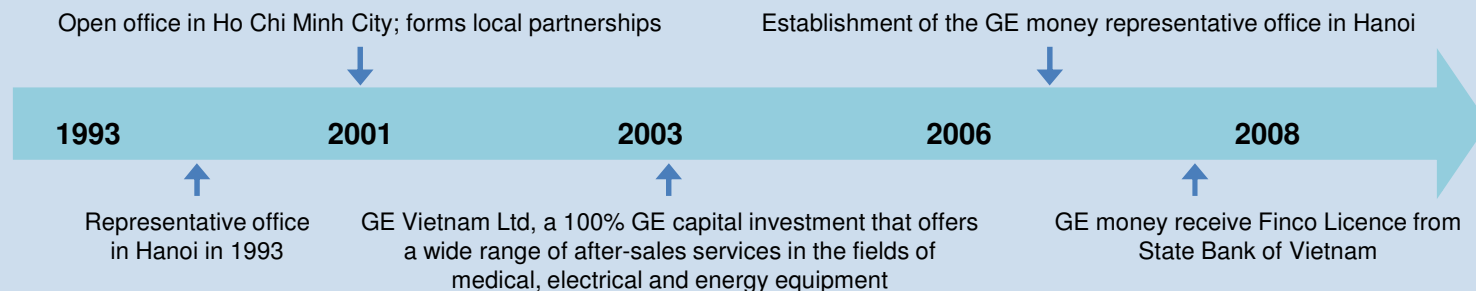 Open office in Ho Chi Minh City; forms local partnerships
Establishment of the GE money representative office in Hanoi
1993
2001
2003
2006
2008
Representative office
in Hanoi in 1993
GE Vietnam Ltd, a 100% GE capital investment that offers
a wide range of after-sales services in the fields of
medical, electrical and energy equipment
GE money receive Finco Licence from
State Bank of Vietnam